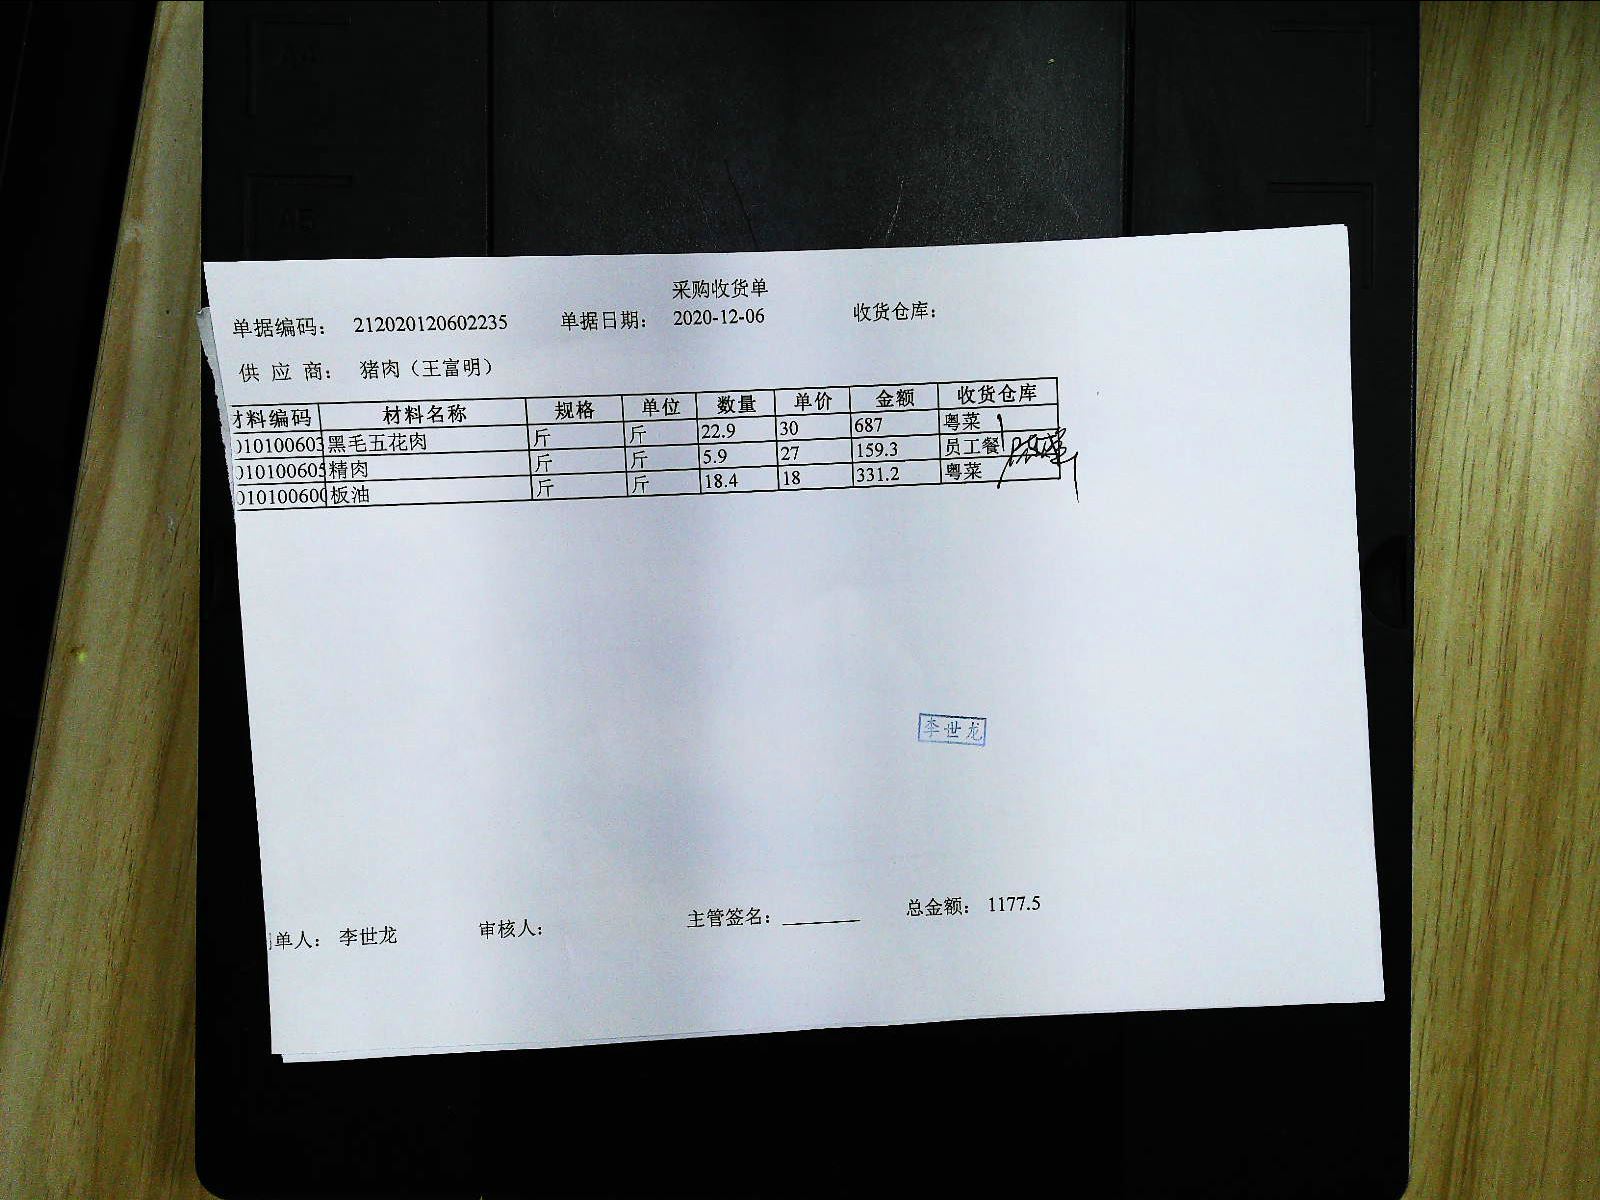 采购收货单
单据编码： 212020120602235 单据日期： 2020-12-06 收货仓库：
供 应 商： 猪肉（王富明）
材料编码 材料名称 规格 单位 数量 单价 金额 收货仓库
010100603 黑毛五花肉 斤 斤 22.9 30 687 粤菜
010100605 精肉 斤 斤 5.9 27 159.3 员工餐
010100600 板油 斤 斤 18.4 18 331.2 粤菜
李世龙
单人： 李世龙 审核人： 主管签名： 总金额： 1177.5